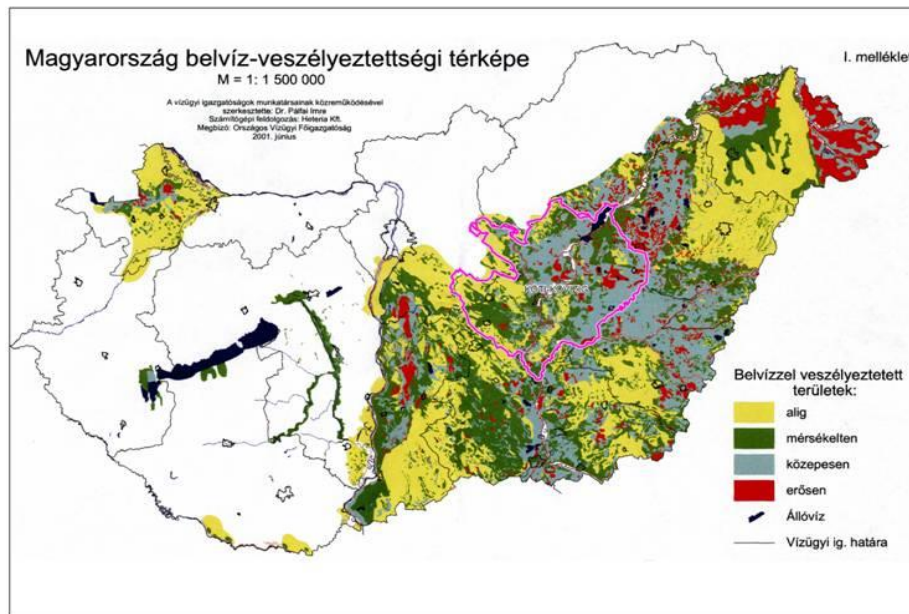 Magyarország belvíz-veszélyeztettségi térképe
M = 1: 1 500 000
I. melléklet
A vízügyi igazgatóságok munkatársainak közreműködésével
szerkesztette: Dr. Pálfai Imre
Számítógépi feldolgozás: Heteria Kft.
Megbízó: Országos Vízügyi Főigazgatóság
2001. június
Belvízzel veszélyeztetett
területek:
alig
mérsékelten
közepesen
erősen
Állóvíz
Vízügyi ig. határa